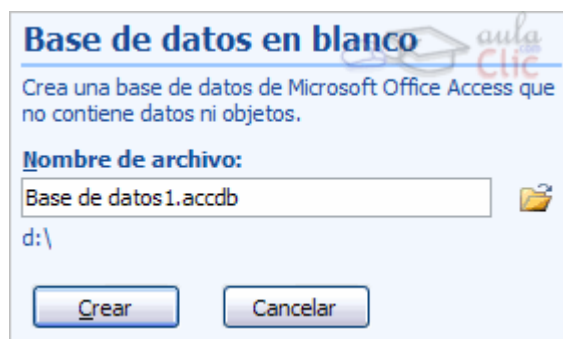 Base de datos en blanco
aula
.com
Clic
Crea una base de datos de Microsoft Office Access que
no contiene datos ni objetos.
Nombre de archivo:
Base de datos1.accdb
d:\
Crear
Cancelar